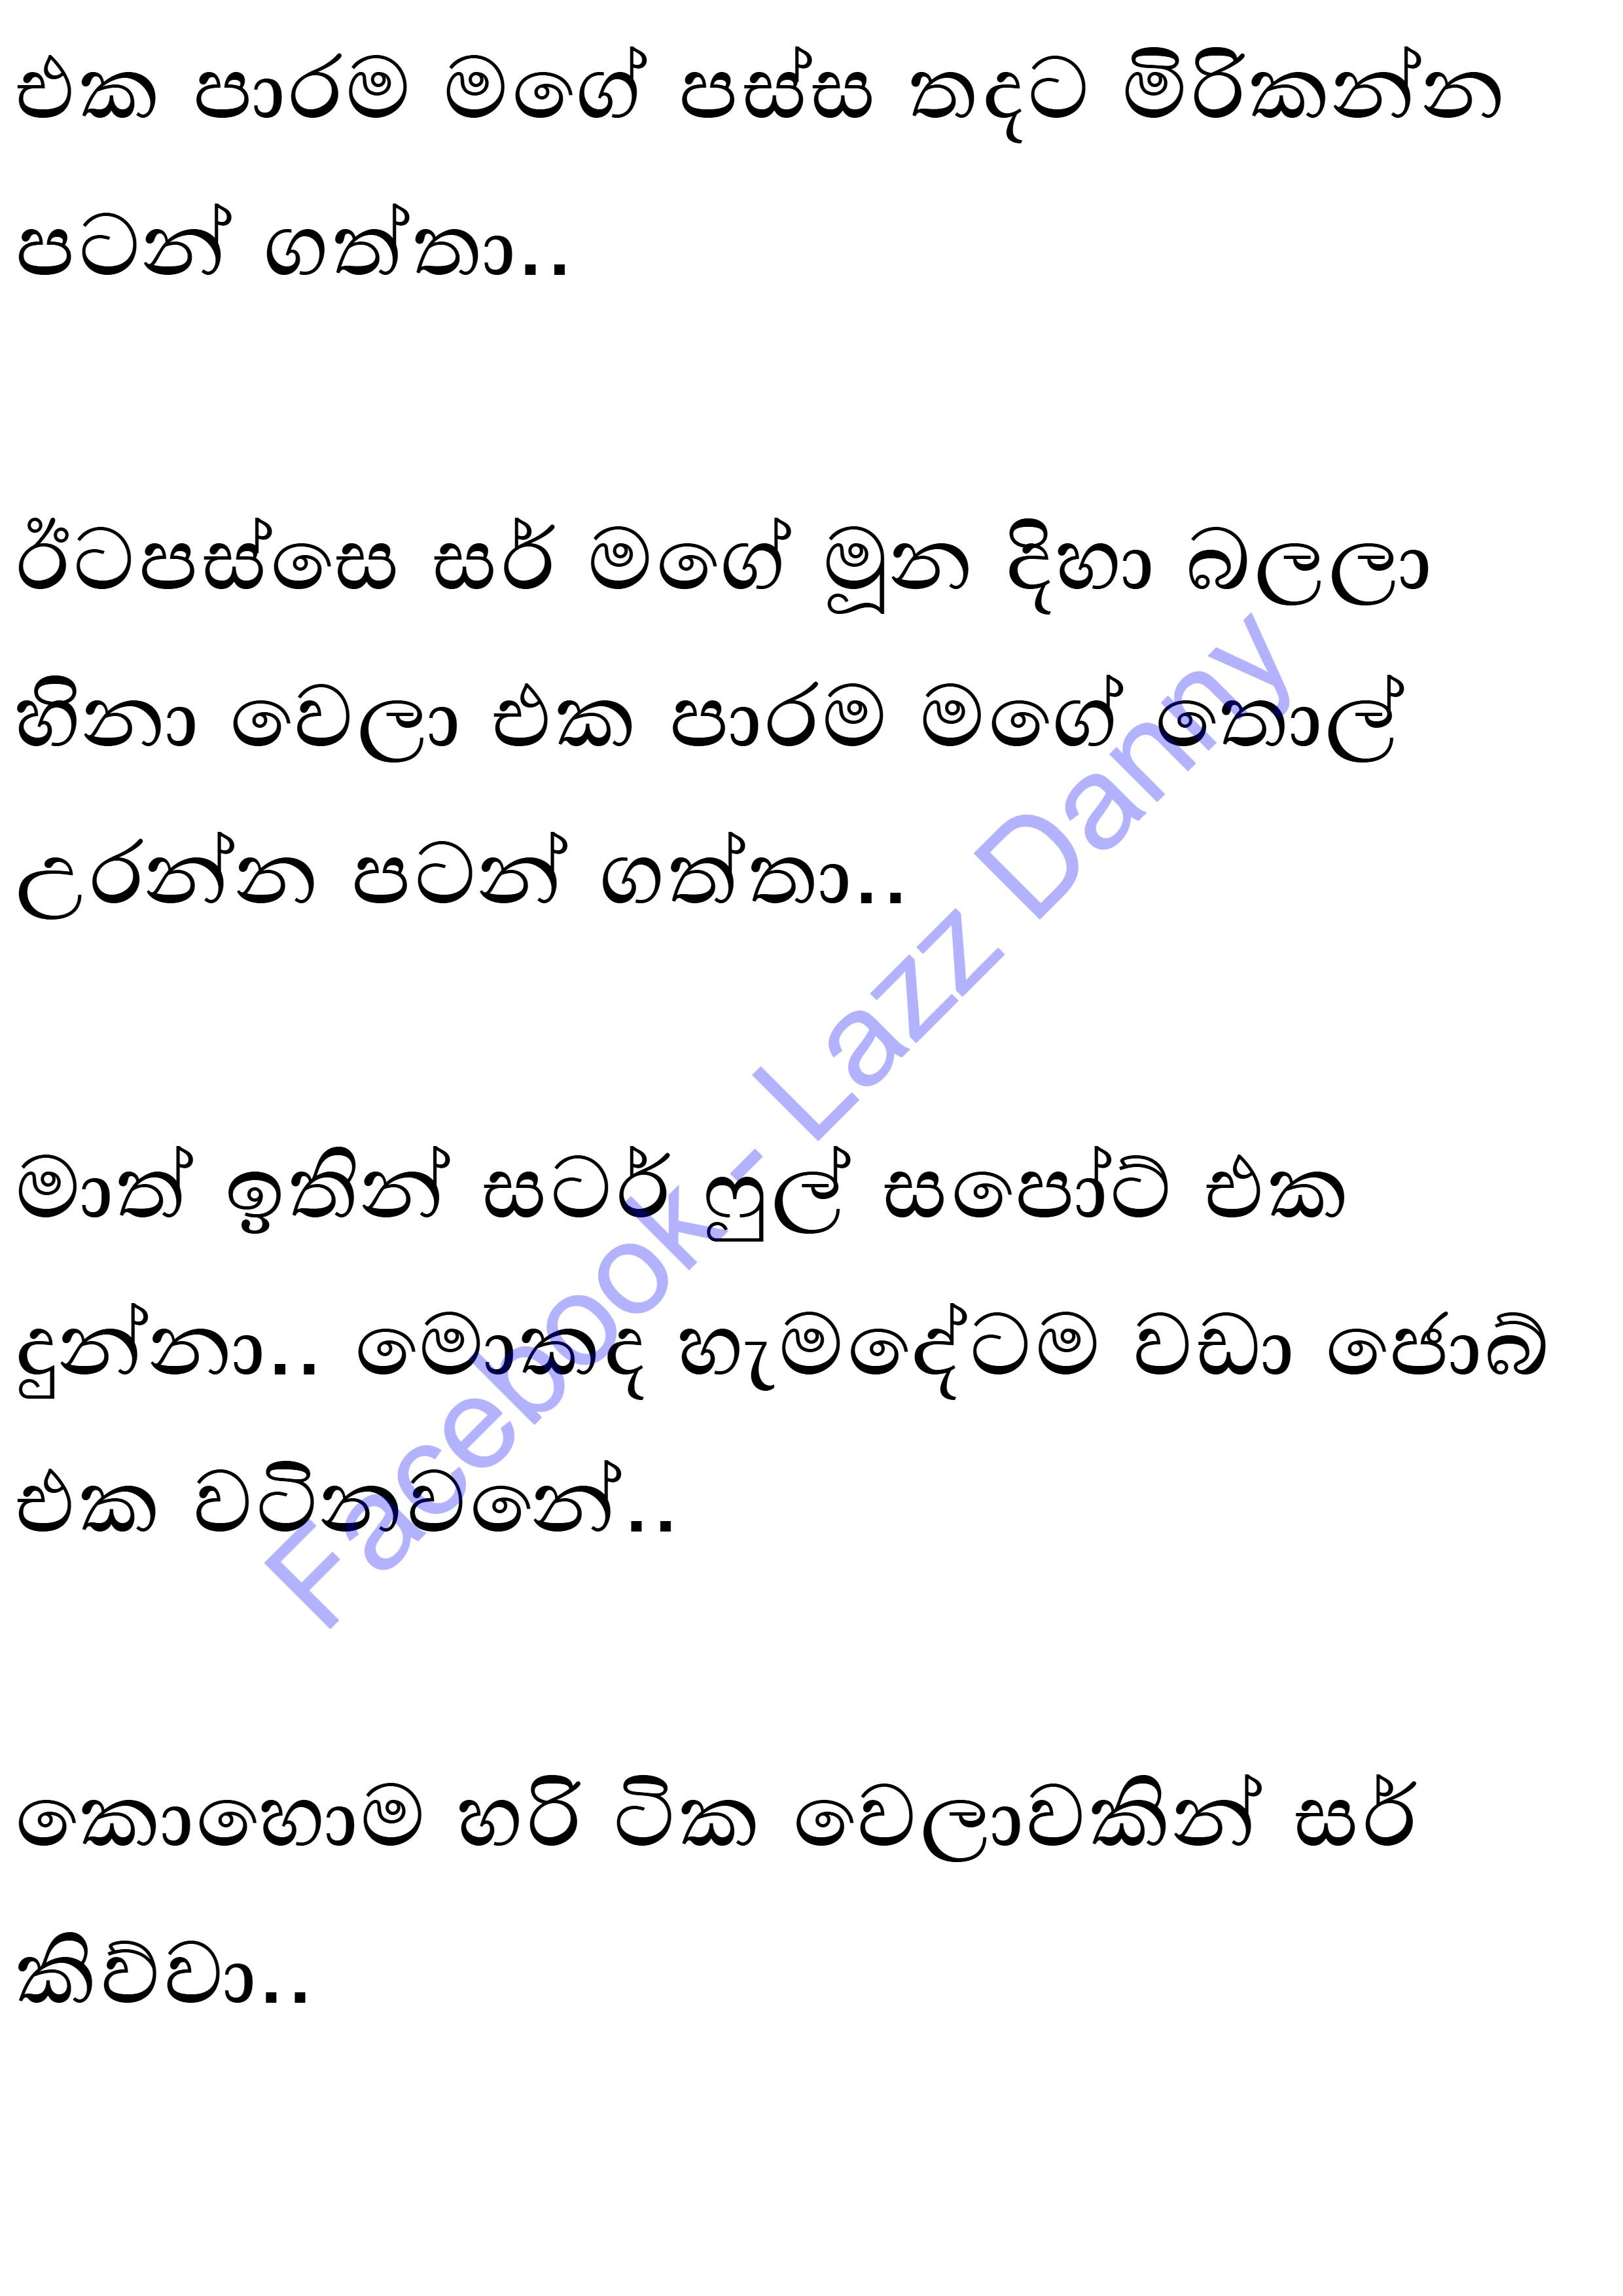 එක පාරම මගේ පස්ස තදට මිරිකන්න
පටන් ගත්තා..
ඊටපස්සෙ සර් මගේ මූන දිහා බලලා
හිනා වෙලා එක පාරම මගේ තොල්
උරන්න පටන් ගත්තා..
මාත් ඉතින් සටර් ෆුල් සපෝට් එක
දුන්නා.. මොකද හැමදේටම වඩා ජොබ්
එක වටිනවනේ..
කොහොම හරි ටික වෙලාවකින් සර්
කිව්වා..
Facebook - Lazz Danny